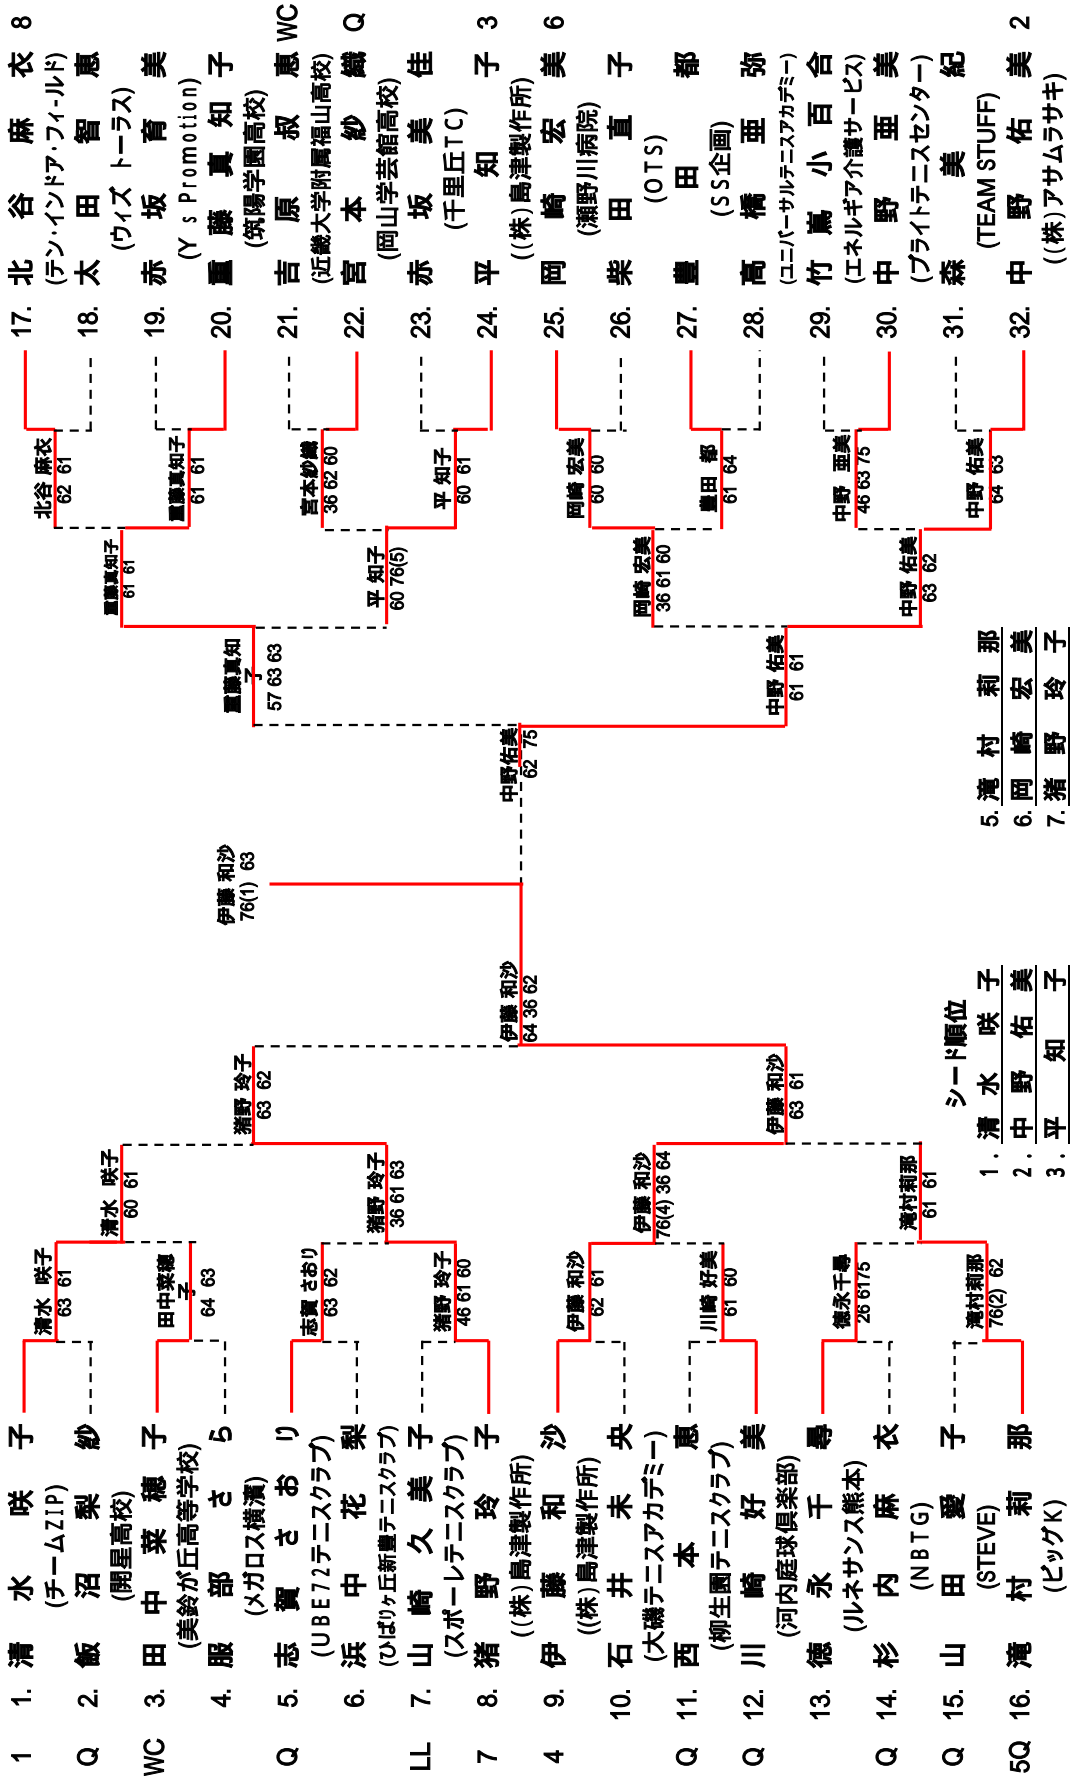 1 1. 清水 咲子 (チームZIP)
Q 2. 飯沼 梨紗 (開星高校)
WC 3. 田中 菜穂子 (美鈴が丘高等学校)
4. 服部 さくら (メガロス横濱)
Q 5. 志賀 さおり (UBE72テニスクラブ)
6. 浜中 花梨 (ひばりヶ丘新豊テニスクラブ)
LL 7. 山崎 久美子 (スポーレテニスクラブ)
7 8. 猪野 玲子 ((株)島津製作所)
4 9. 伊藤 和沙 ((株)島津製作所)
10. 石井 未央 (大磯テニスアカデミー)
Q 11. 西本 恵 (柳生園テニスクラブ)
Q 12. 川崎 好美 (河内庭球倶楽部)
13. 徳永 千尋 (ルネサンス熊本)
Q 14. 杉内 麻衣 (NBTG)
Q 15. 山田 愛子 (STEVE)
5Q 16. 滝村 莉那 (ビッグK)
清水 咲子
63 61
田中菜穂子
64 63
志賀 さおり
63 62
猪野 玲子
46 61 60
伊藤 和沙
62 61
川崎 好美
61 60
徳永千尋
26 6175
滝村莉那
76(2) 62
清水 咲子
60 61
猪野 玲子
36 61 63
伊藤 和沙
76(4) 36 64
滝村莉那
61 61
猪野 玲子
63 62
伊藤 和沙
63 61
伊藤 和沙
64 36 62
伊藤 和沙
76(1) 63
中野佑美
62 75
重藤真知子
57 63 63
中野 佑美
61 61
重藤真知子
61 61
平 知子
60 76(5)
岡崎 宏美
36 61 60
中野 佑美
63 62
北谷 麻衣
62 61
重藤真知子
61 61
宮本紗織
36 62 60
平 知子
60 61
岡崎 宏美
60 60
豊田 都
61 64
中野 亜美
46 63 75
中野 佑美
64 63
17. 北谷 麻衣 8 (テン・インドア・フィールド)
18. 太田 智恵 (ウィズ トーラス)
19. 赤坂 育美 (Y s Promotion)
20. 重藤 真知子 (筑陽学園高校)
21. 吉原 叔恵 WC (近畿大学附属福山高校)
22. 宮本 紗織 Q (岡山学芸館高校)
23. 赤坂 美佳 (千里丘TC)
24. 平 知子 3 ((株)島津製作所)
25. 岡崎 宏美 6 (瀬野川病院)
26. 柴田 直子 (OTS)
27. 豊田 都 (SS企画)
28. 高橋 亜弥 (ユニバーサルテニスアカデミー)
29. 竹嶌 小百合 (エネルギア介護サービス)
30. 中野 亜美 (ブライトテニスセンター)
31. 森 美紀 (TEAM STUFF)
32. 中野 佑美 2 ((株)アサムラサキ)
シード順位
1. 清水 咲子
2. 中野 佑美
3. 平 知子
5. 滝村 莉那
6. 岡崎 宏美
7. 猪野 玲子